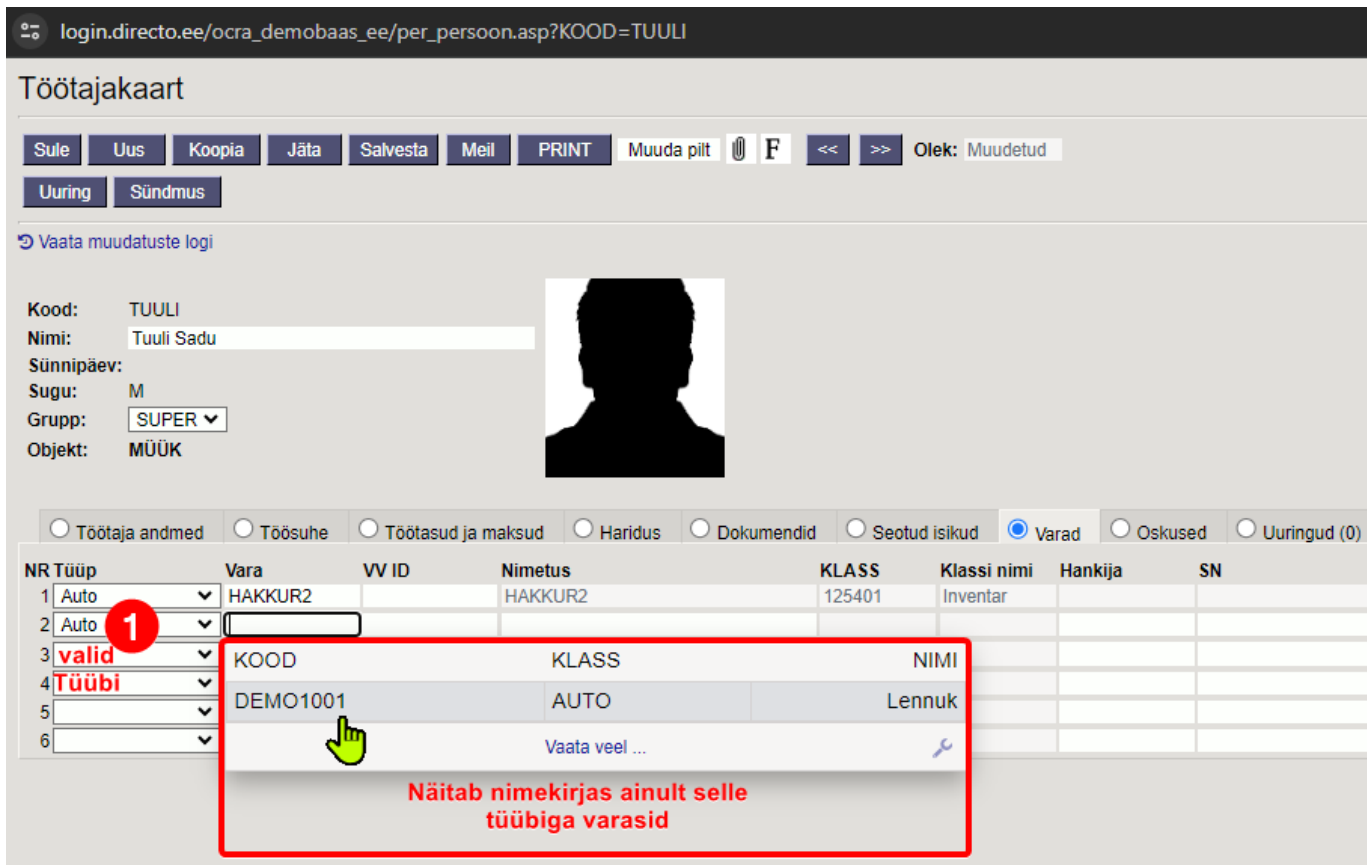 login.directo.ee/ocra_demobaas_ee/per_persoon.asp?KOOD=TUULI
Töötajakaart
Sule Uus Koopia Jäta Salvesta Meil PRINT Muuda pilt F << >> Olek: Muudetud
Uuring Sündmus
Vaata muudatuste logi
Kood: TUULI
Nimi: Tuuli Sadu
Sünnipäev:
Sugu: M
Grupp: SUPER
Objekt: MÜÜK
Töötaja andmed Töösuhe Töötasud ja maksud Haridus Dokumendid Seotud isikud Varad Oskused Uuringud (0)
NR Tüüp Vara VV ID Nimetus KLASS Klassi nimi Hankija SN
1 Auto HAKKUR2 HAKKUR2 125401 Inventar
2 Auto 1
3 valid
4 Tüübi
5
6
KOOD KLASS NIMI
DEMO1001 AUTO Lennuk
Vaata veel ...
Näitab nimekirjas ainult selle
tüübiga varasid